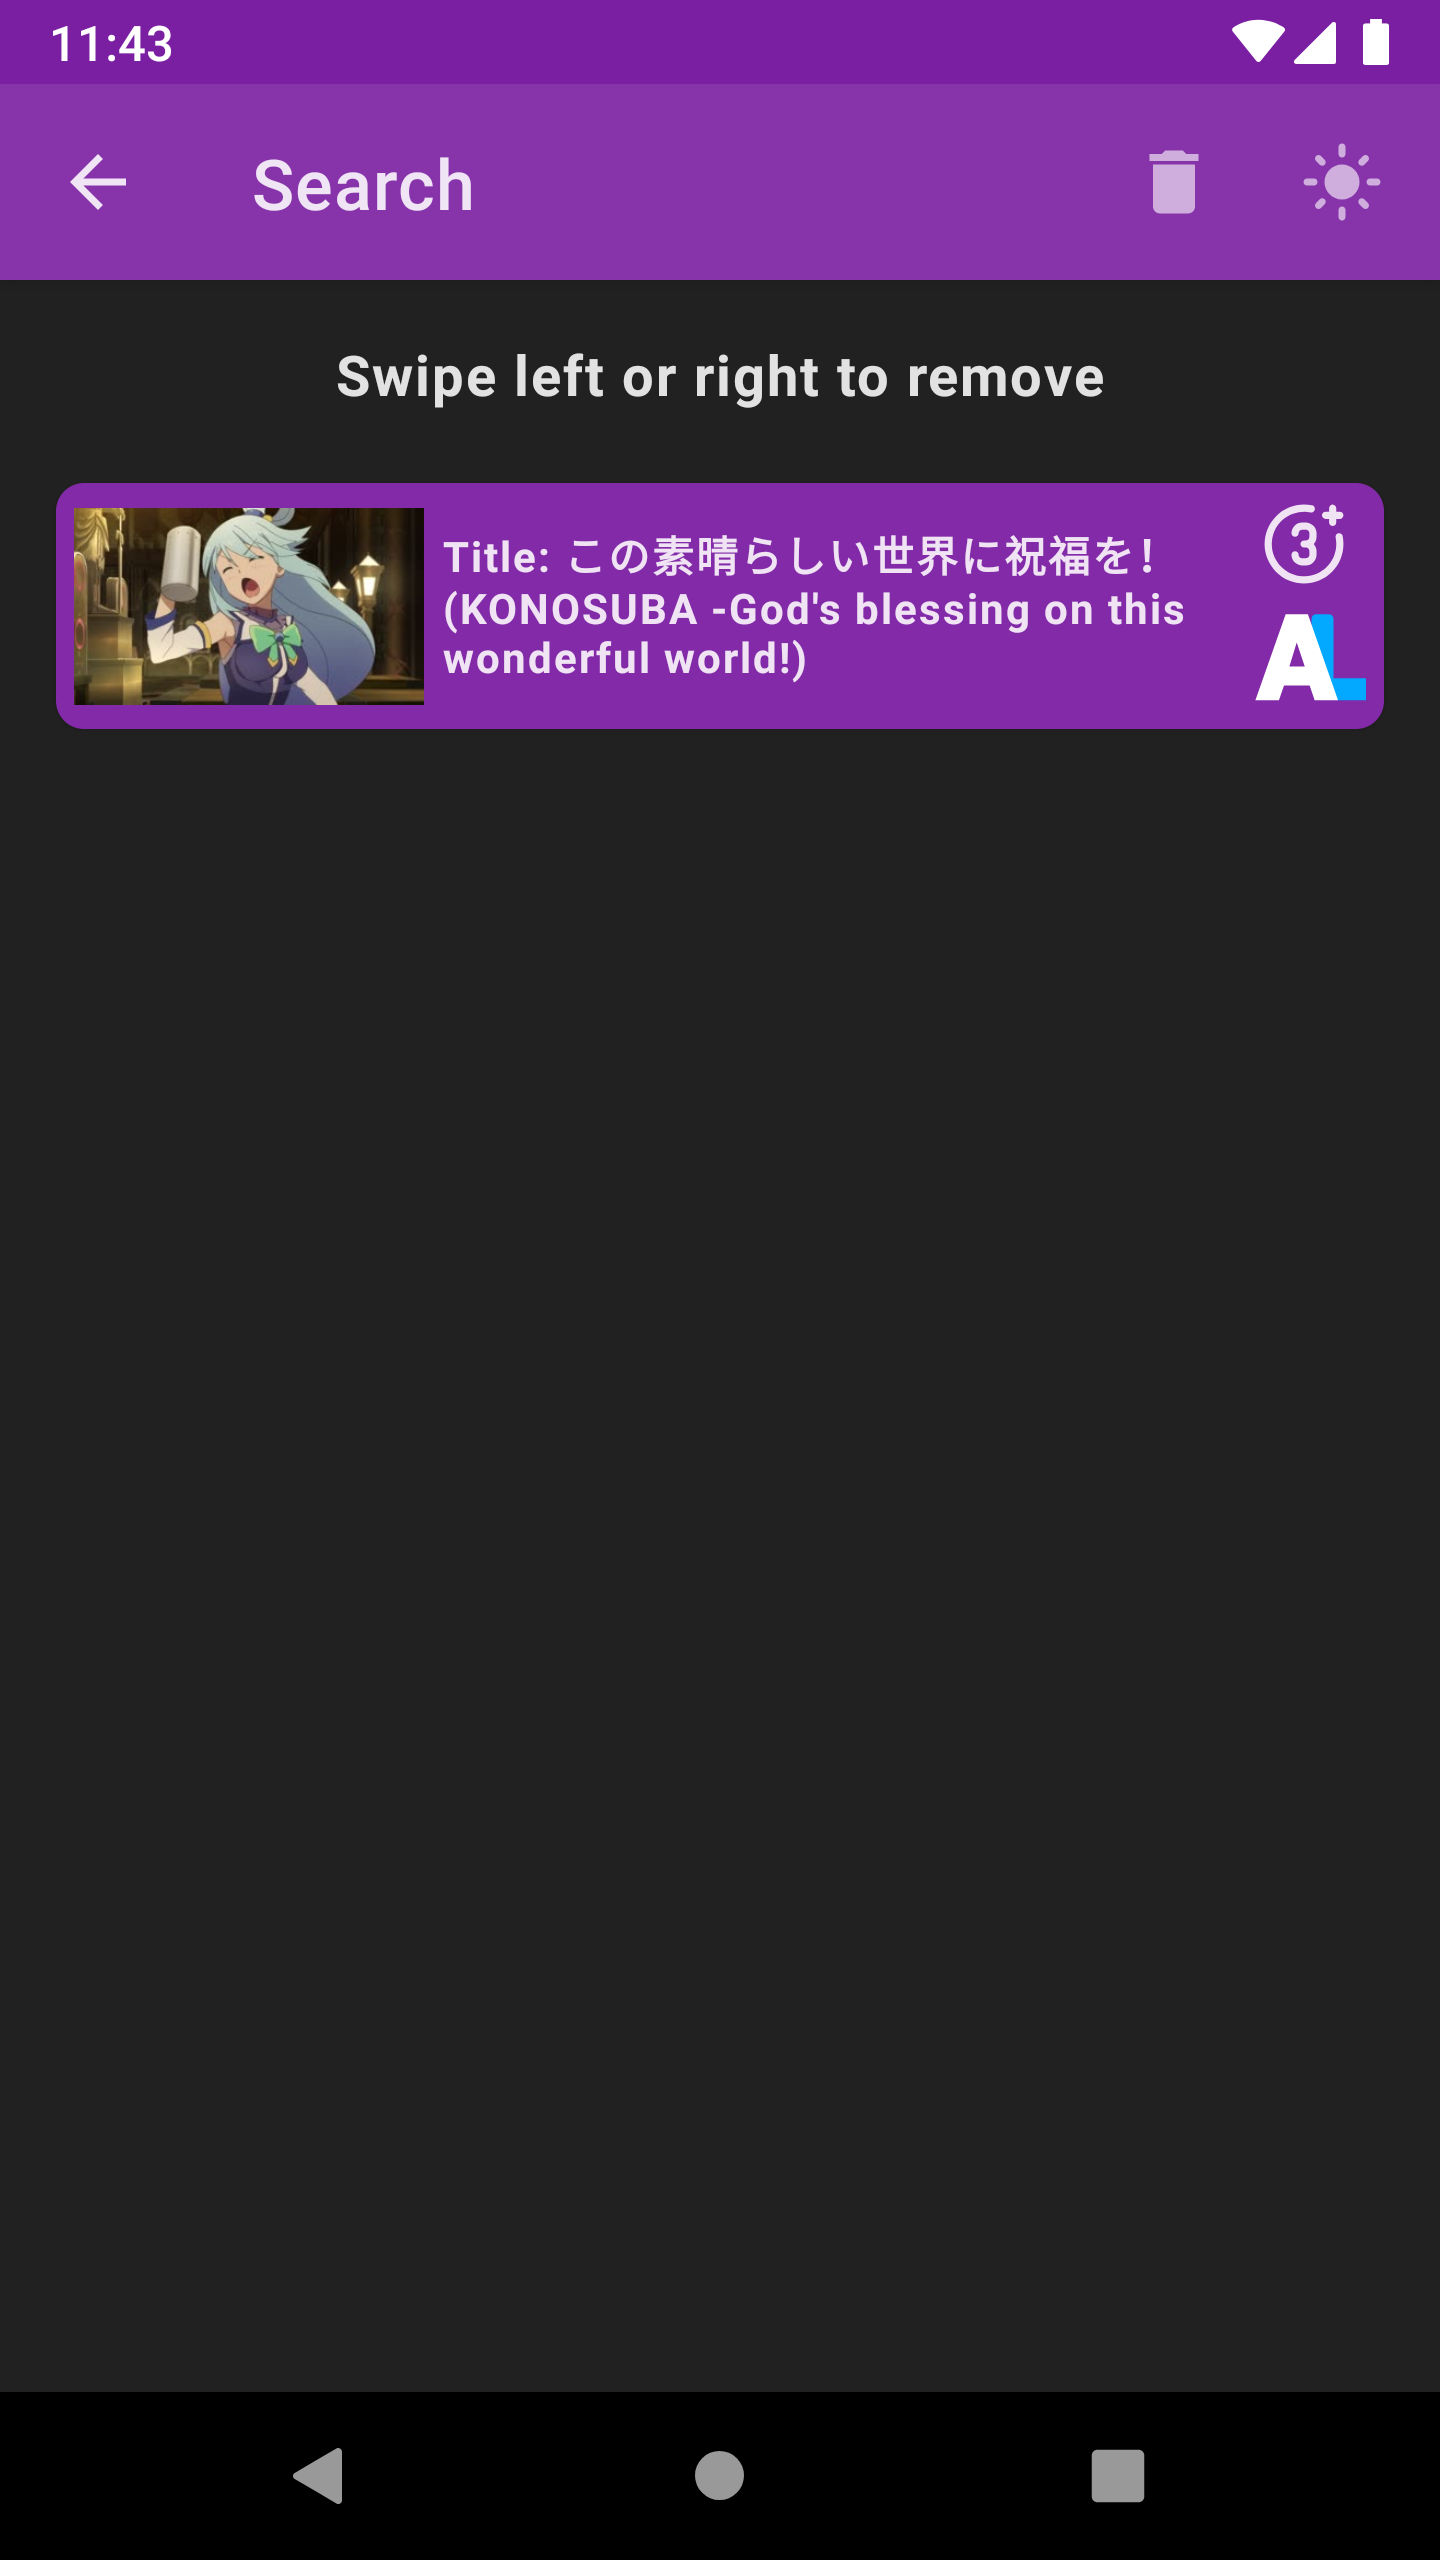 11:43
Search
Swipe left or right to remove
Title: この素晴らしい世界に祝福を!
(KONOSUBA -God's blessing on this
wonderful world!)
3+
AL